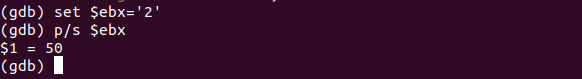 (gdb) set $ebx='2'
(gdb) p/s $ebx
$1 = 50
(gdb)